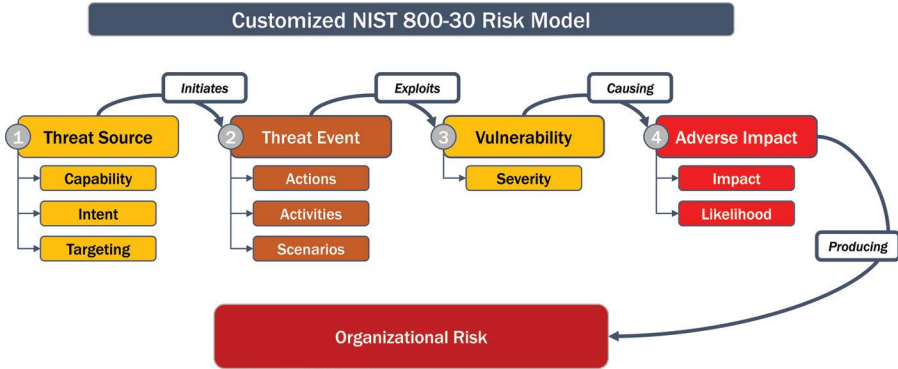 Customized NIST 800-30 Risk Model
Initiates
Exploits
Causing
1
Threat Source
2
Threat Event
3
Vulnerability
4
Adverse Impact
Capability
Actions
Severity
Impact
Intent
Activities
Likelihood
Targeting
Scenarios
Producing
Organizational Risk